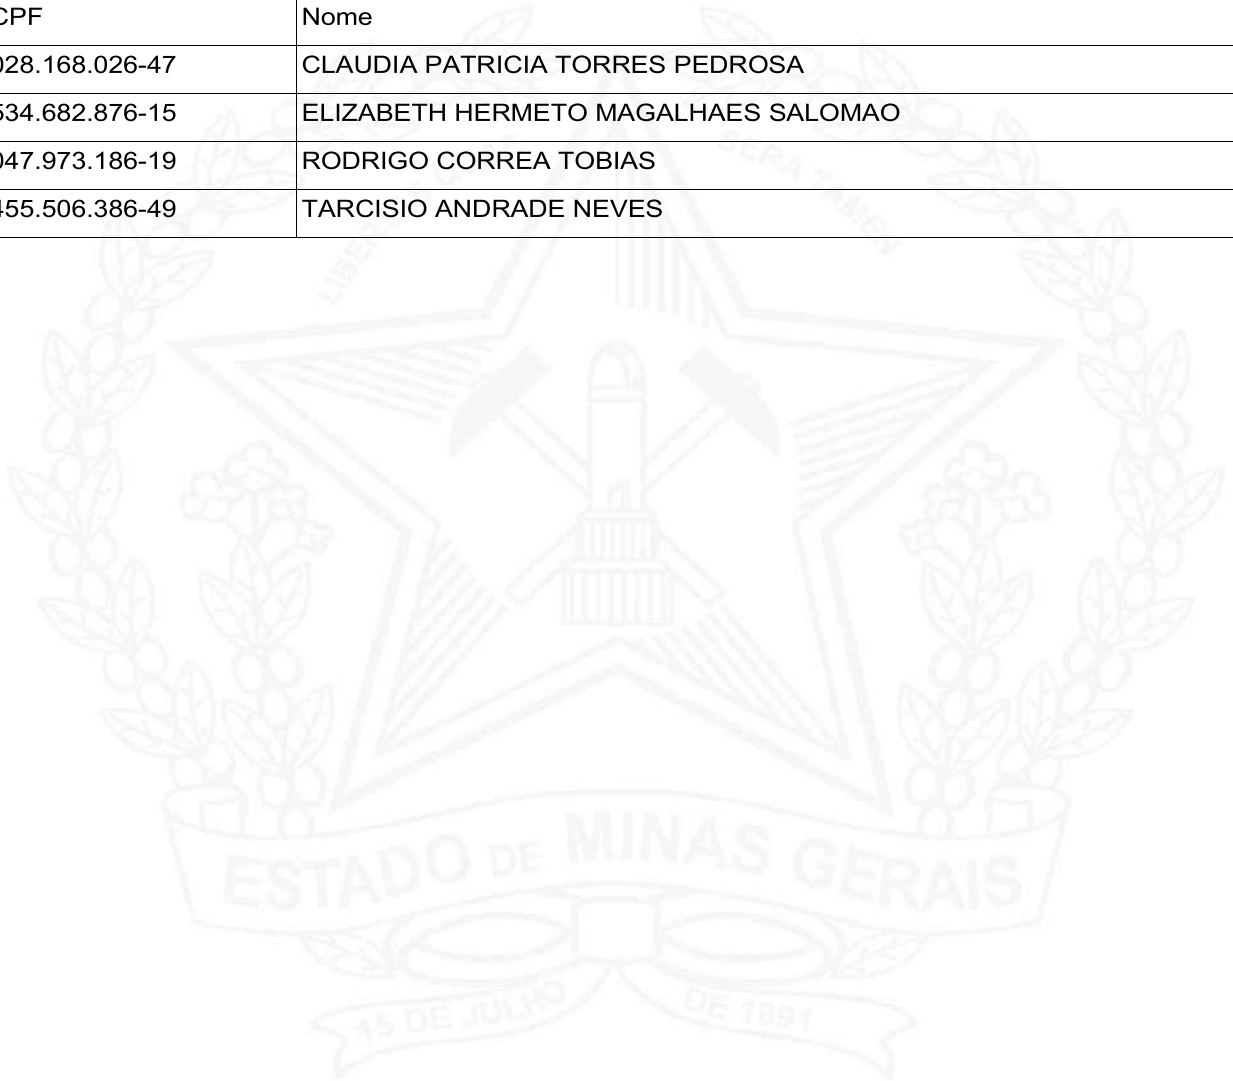 CPF Nome
028.168.026-47 CLAUDIA PATRICIA TORRES PEDROSA
534.682.876-15 ELIZABETH HERMETO MAGALHAES SALOMAO
047.973.186-19 RODRIGO CORREA TOBIAS
455.506.386-49 TARCISIO ANDRADE NEVES
SERA TAMEN
ESTADO DE MINAS GERAIS
15 DE JULHO DE 1891